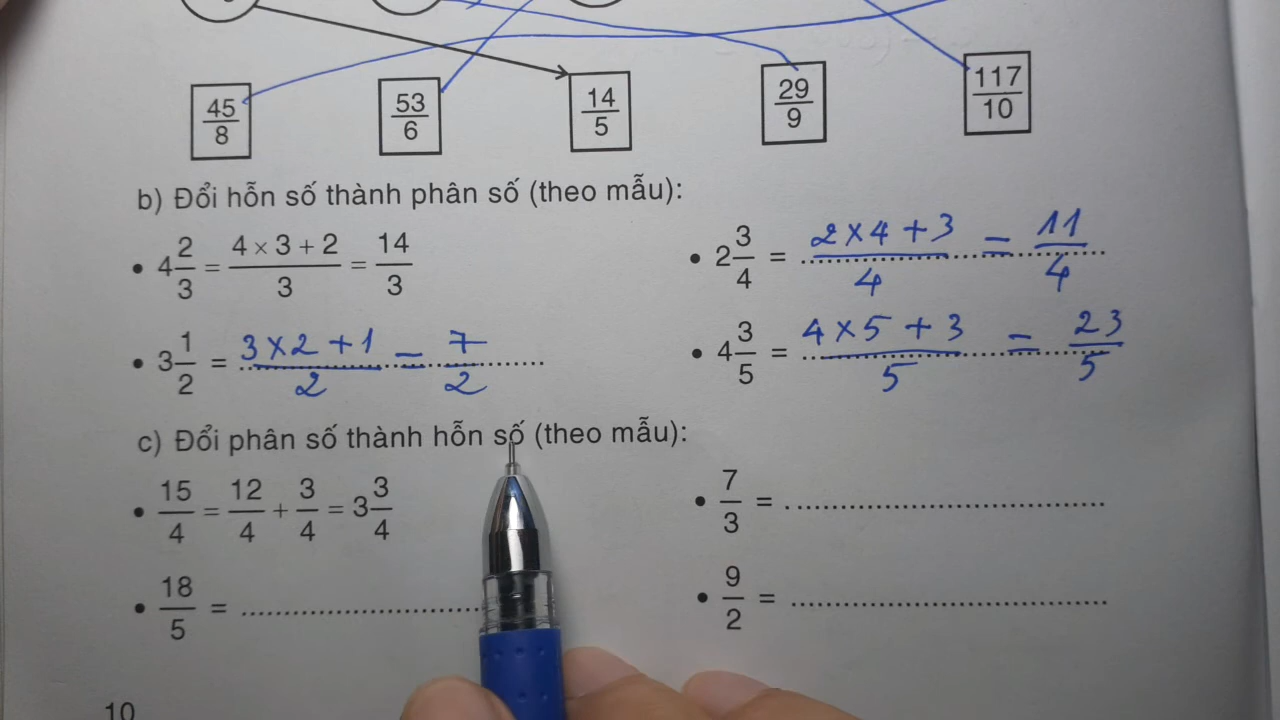 45/8 53/6 14/5 29/9 117/10
b) Đổi hỗn số thành phân số (theo mẫu):
• 4 2/3 = (4 × 3 + 2)/3 = 14/3
• 2 3/4 = (2 × 4 + 3)/4 = 11/4
• 3 1/2 = (3 × 2 + 1)/2 = 7/2
• 4 3/5 = (4 × 5 + 3)/5 = 23/5
c) Đổi phân số thành hỗn số (theo mẫu):
• 15/4 = 12/4 + 3/4 = 3 3/4
• 7/3 = ........................
• 18/5 = ........................
• 9/2 = ........................
10